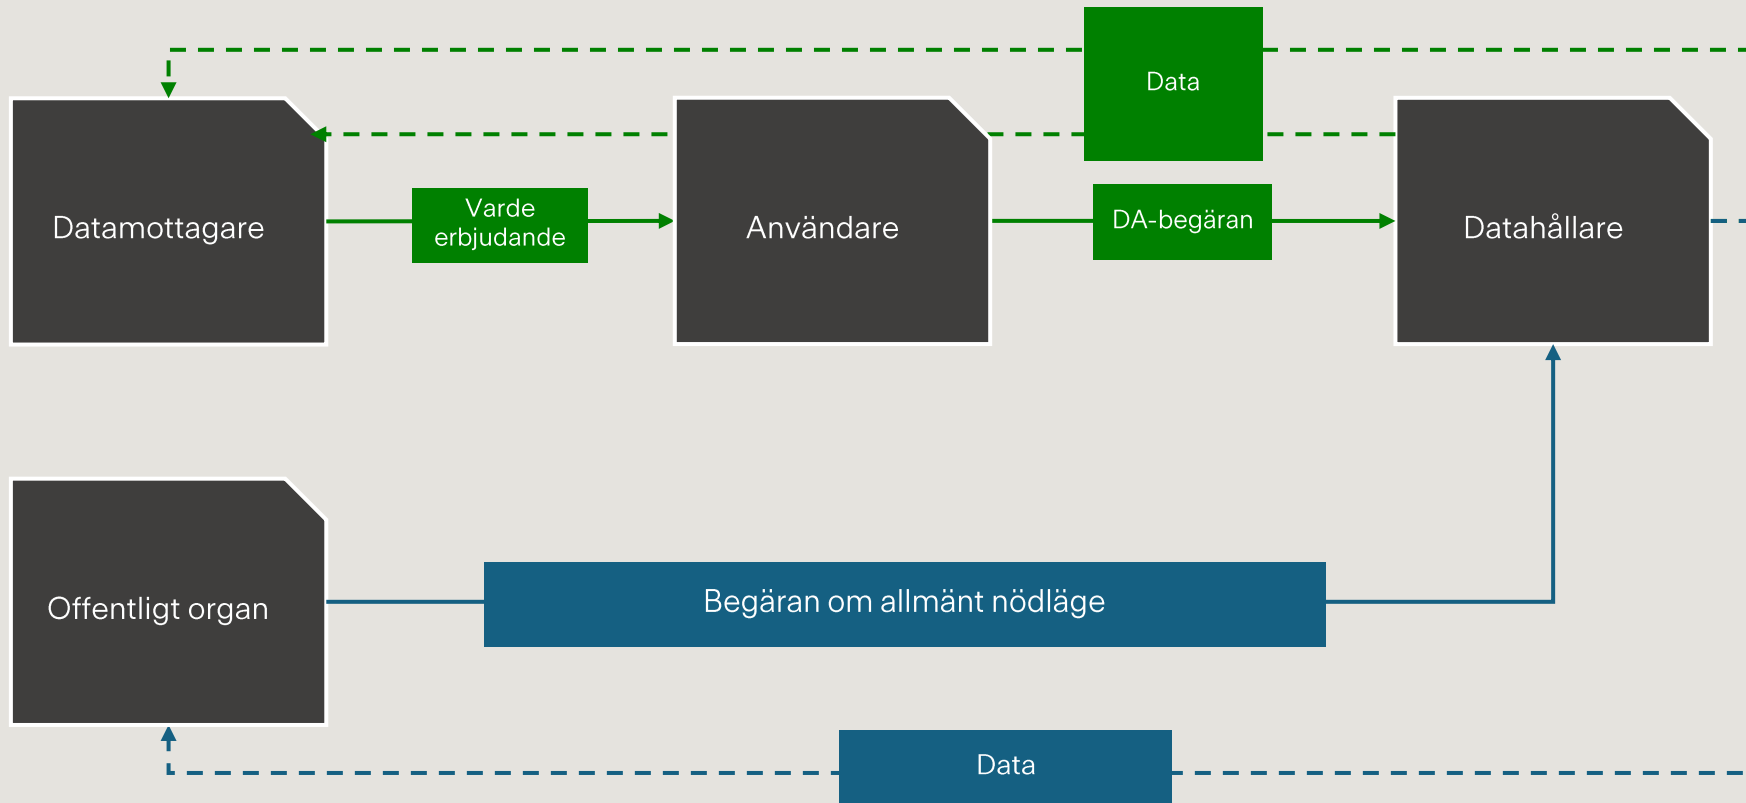 Data
Datamottagare
Varde
erbjudande
Användare
DA-begäran
Datahållare
Offentligt organ
Begäran om allmänt nödläge
Data